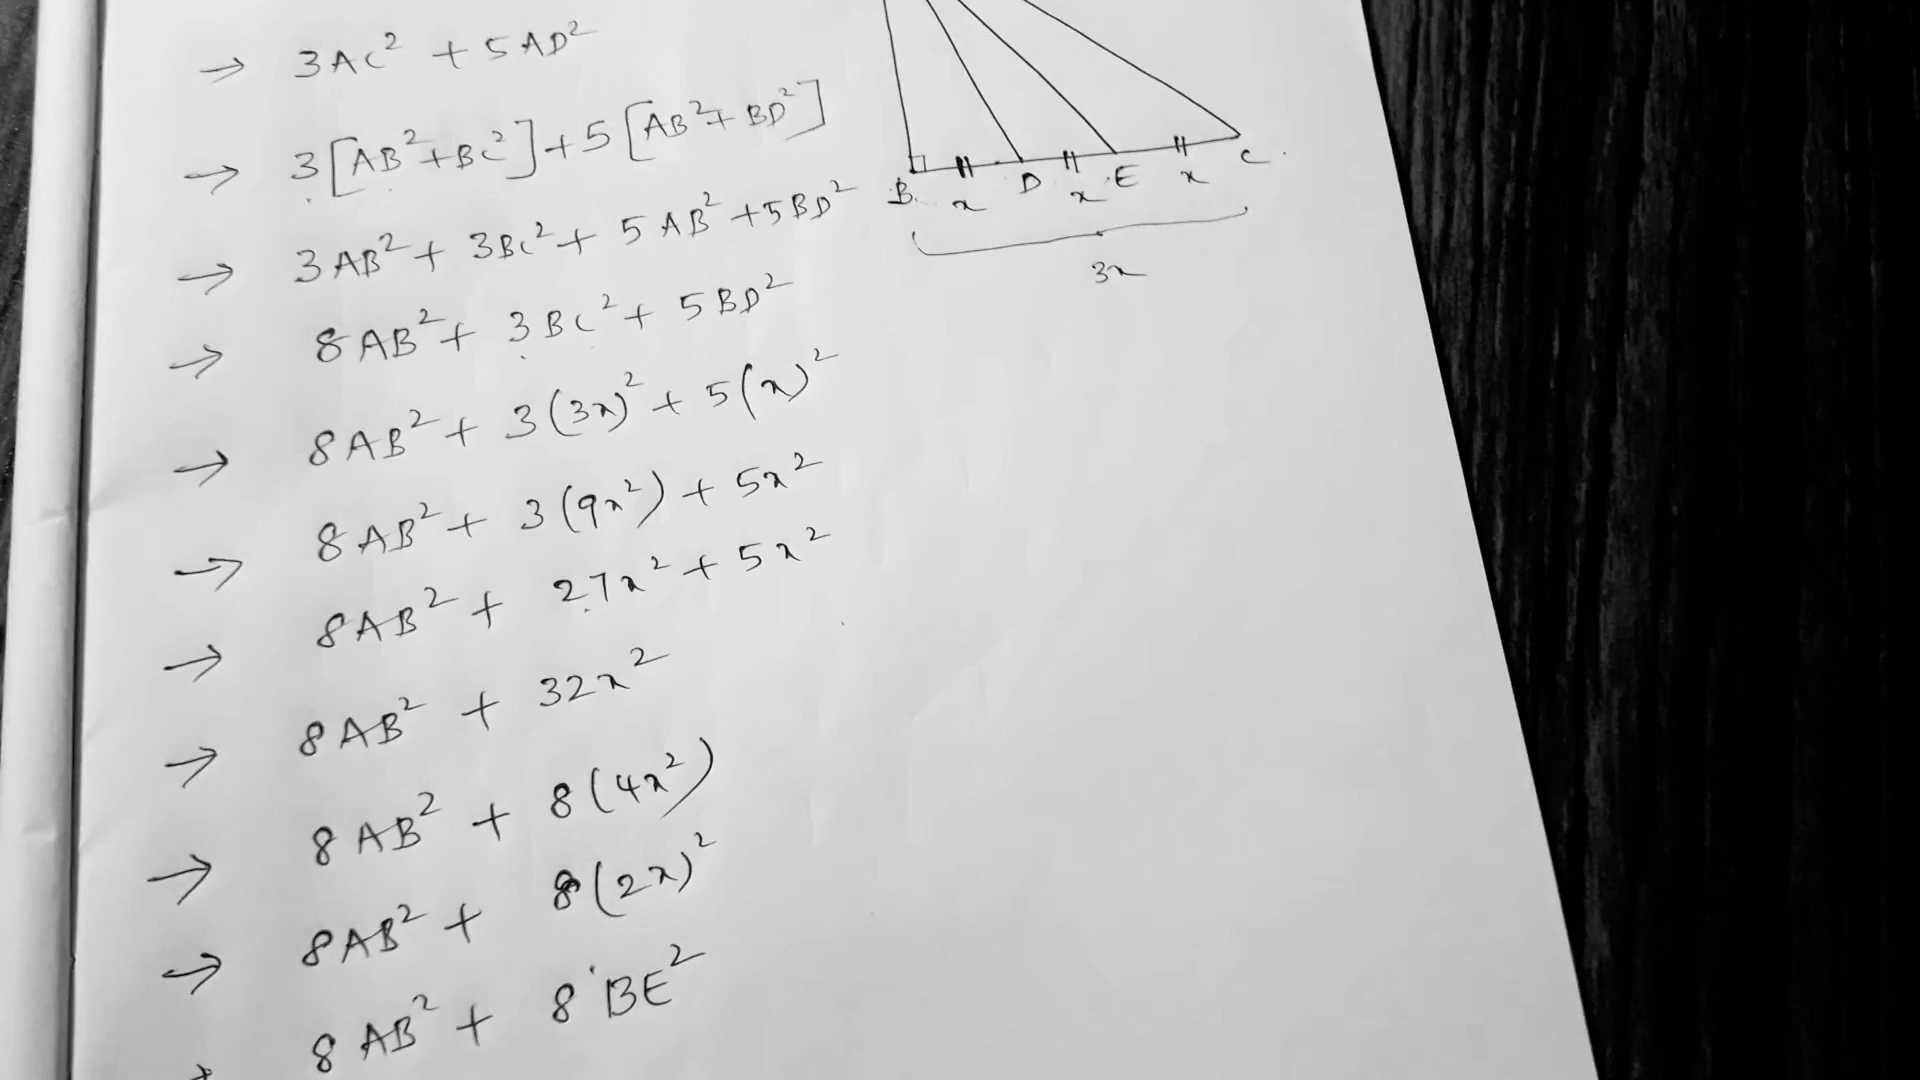 → 3AC² + 5AD²
→ 3[AB²+BC²]+5[AB²+BD²]
→ 3AB²+ 3BC²+ 5AB²+5BD²
→ 8AB²+ 3BC²+ 5BD²
→ 8AB²+ 3(3x)²+ 5(x)²
→ 8AB²+ 3(9x²)+ 5x²
→ 8AB²+ 27x²+ 5x²
→ 8AB² + 32x²
→ 8AB² + 8(4x²)
→ 8AB²+ 8(2x)²
→ 8AB²+ 8BE²
B D E C
x x x
3x